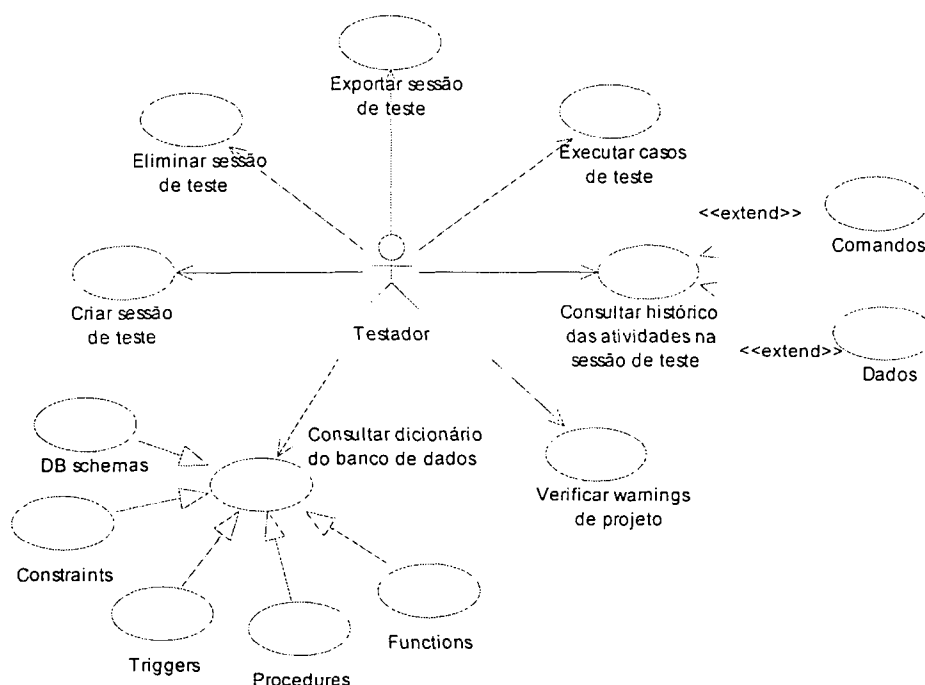 Exportar sessão
de teste
Eliminar sessão
de teste
Executar casos
de teste
<<extend>>
Comandos
Criar sessão
de teste
Testador
Consultar histórico
das atividades na
sessão de teste
<<extend>>
Dados
Consultar dicionário
do banco de dados
DB schemas
Verificar warnings
de projeto
Constraints
Triggers
Procedures
Functions